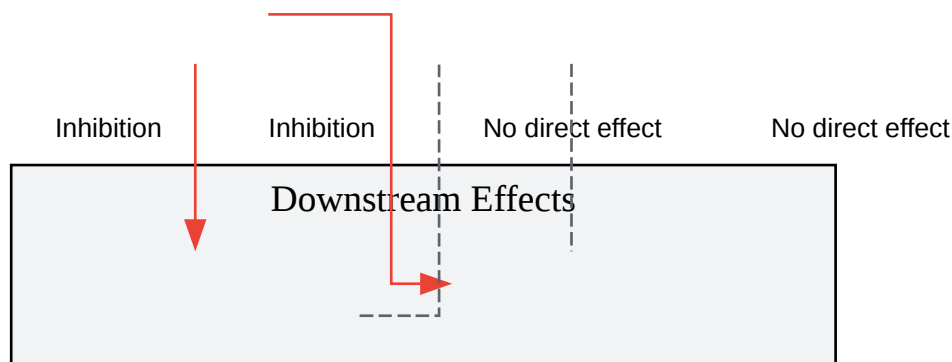 Inhibition
Inhibition
No direct effect
No direct effect
Downstream Effects